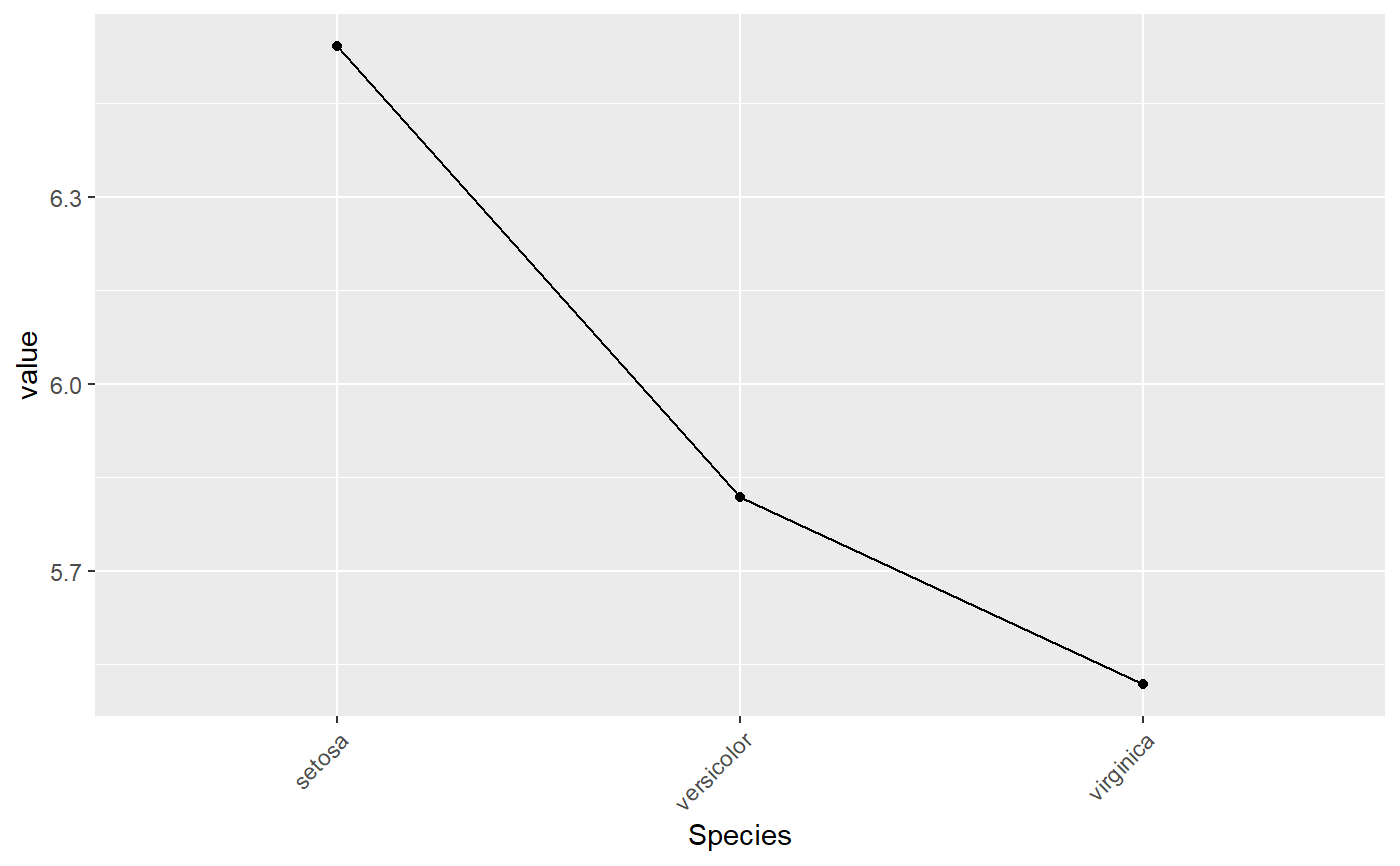 value
6.3
6.0
5.7
setosa
versicolor
virginica
Species